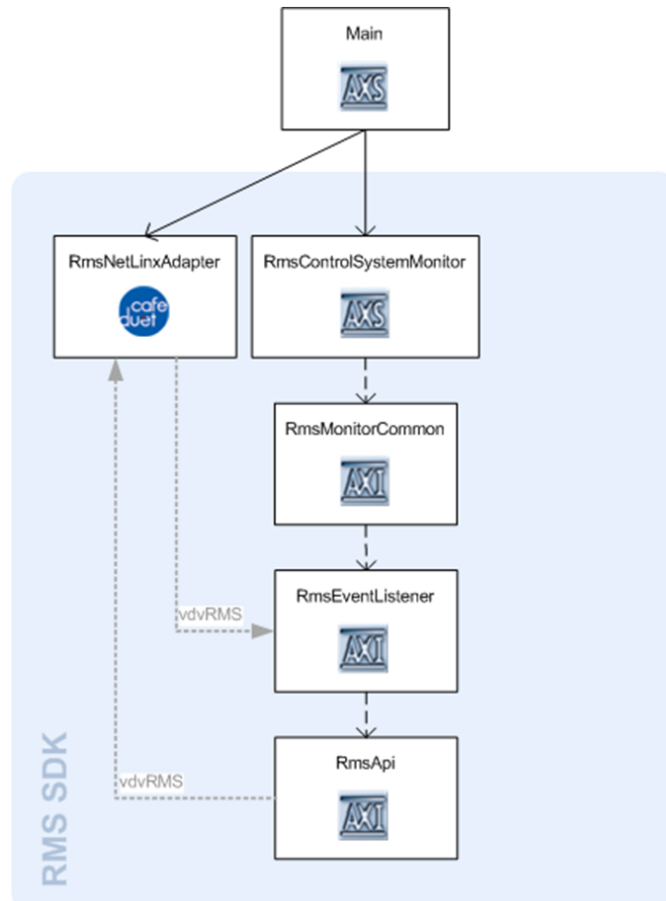 Main
AXS
RmsNetLinxAdapter
cafe
duet
RmsControlSystemMonitor
AXS
RmsMonitorCommon
AXI
vdvRMS
RmsEventListener
AXI
RmsApi
AXI
vdvRMS
RMS SDK